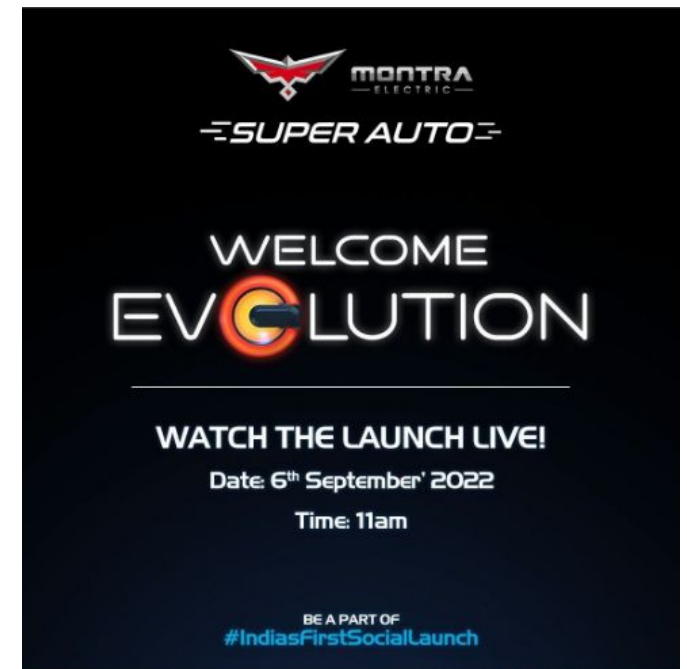 MONTRA
ELECTRIC
SUPER AUTO
WELCOME
EVOLUTION
WATCH THE LAUNCH LIVE!
Date: 6th September' 2022
Time: 11am
BE A PART OF
#IndiasFirstSocialLaunch